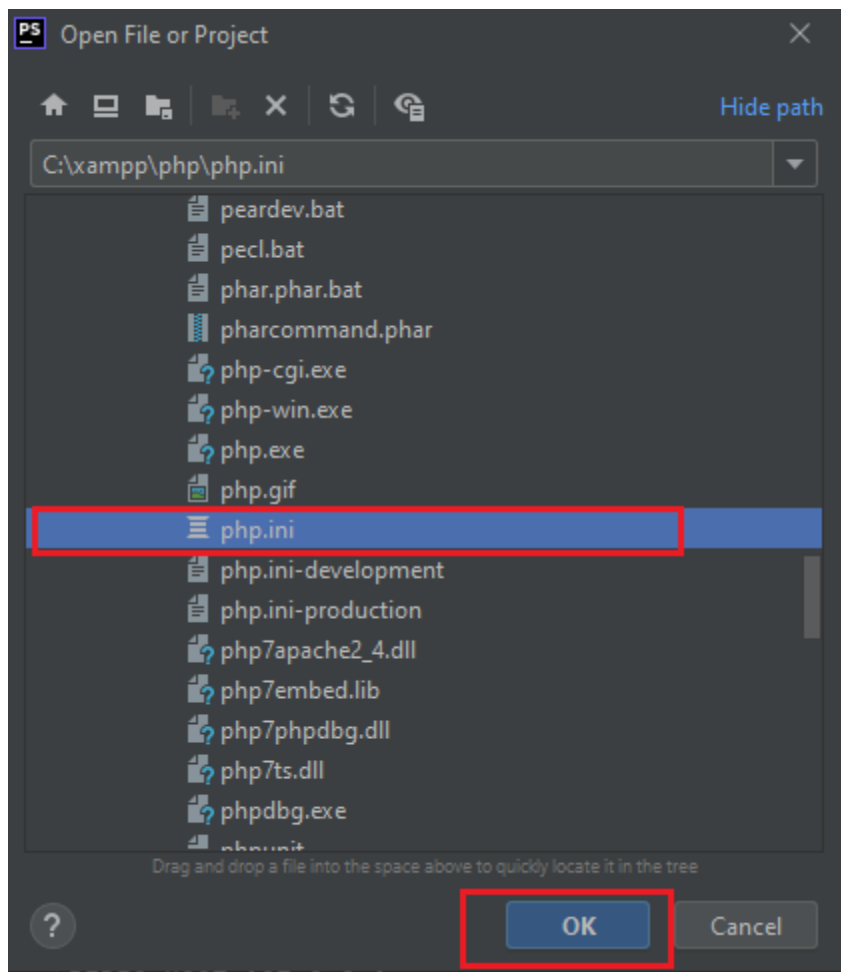 PS Open File or Project
Hide path
C:\xampp\php\php.ini
peardev.bat
pecl.bat
phar.phar.bat
pharcommand.phar
php-cgi.exe
php-win.exe
php.exe
php.gif
php.ini
php.ini-development
php.ini-production
php7apache2_4.dll
php7embed.lib
php7phpdbg.dll
php7ts.dll
phpdbg.exe
phpunit
Drag and drop a file into the space above to quickly locate it in the tree
? OK Cancel